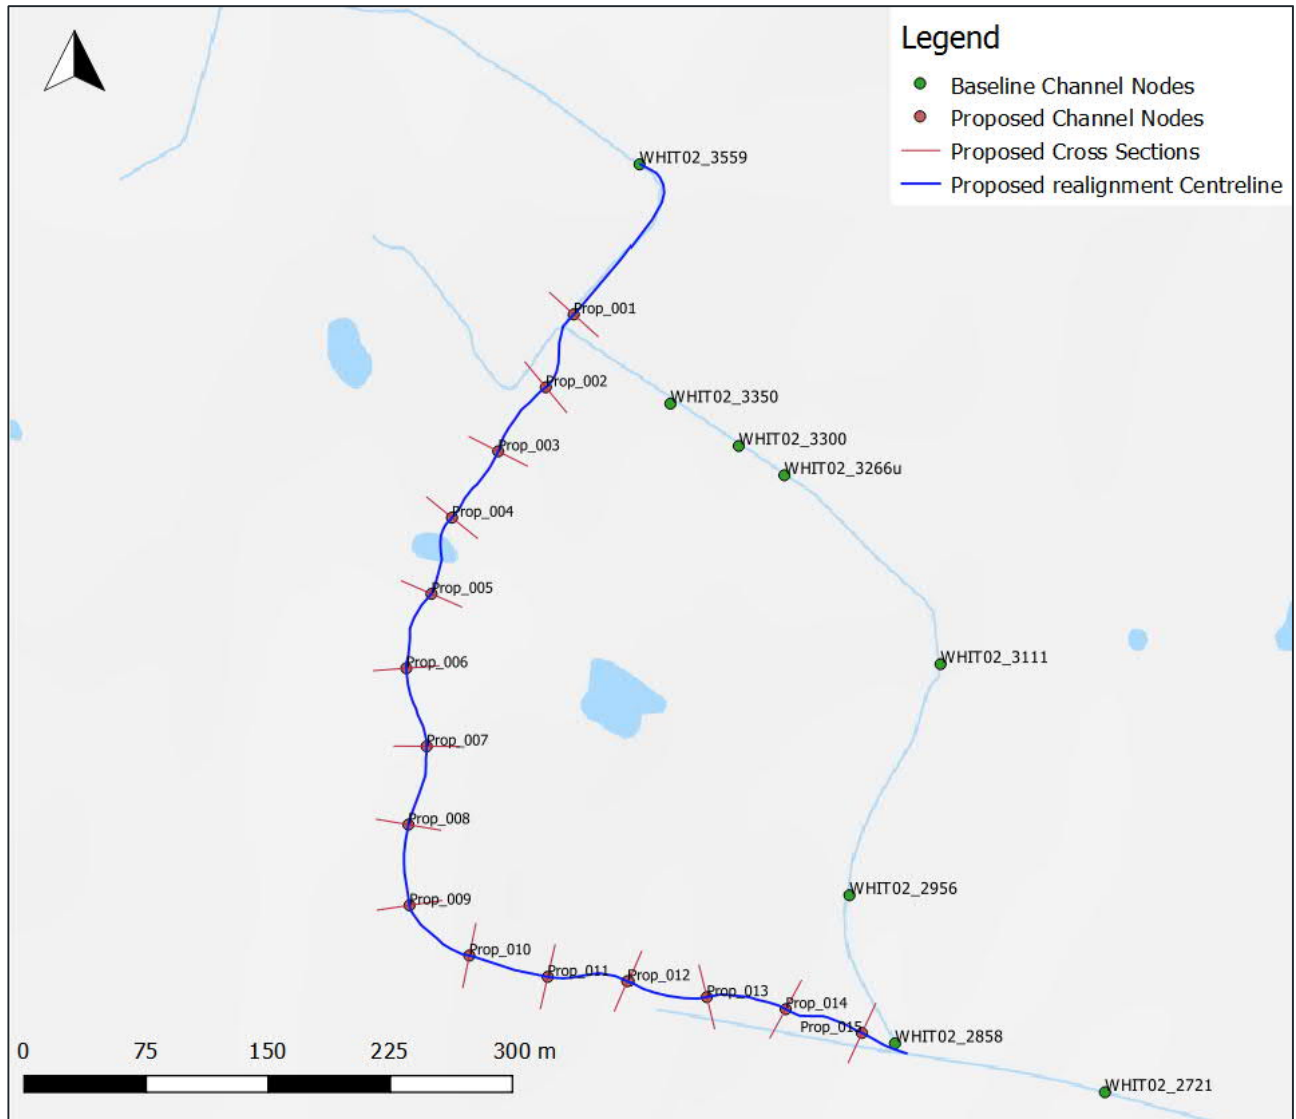 Legend
Baseline Channel Nodes
Proposed Channel Nodes
Proposed Cross Sections
Proposed realignment Centreline
WHIT02_3559
Prop_001
Prop_002
WHIT02_3350
WHIT02_3300
Prop_003
WHIT02_3266u
Prop_004
Prop_005
Prop_006
WHIT02_3111
Prop_007
Prop_008
WHIT02_2956
Prop_009
Prop_010
Prop_011
Prop_012
Prop_013
Prop_014
Prop_015
WHIT02_2858
0 75 150 225 300 m
WHIT02_2721